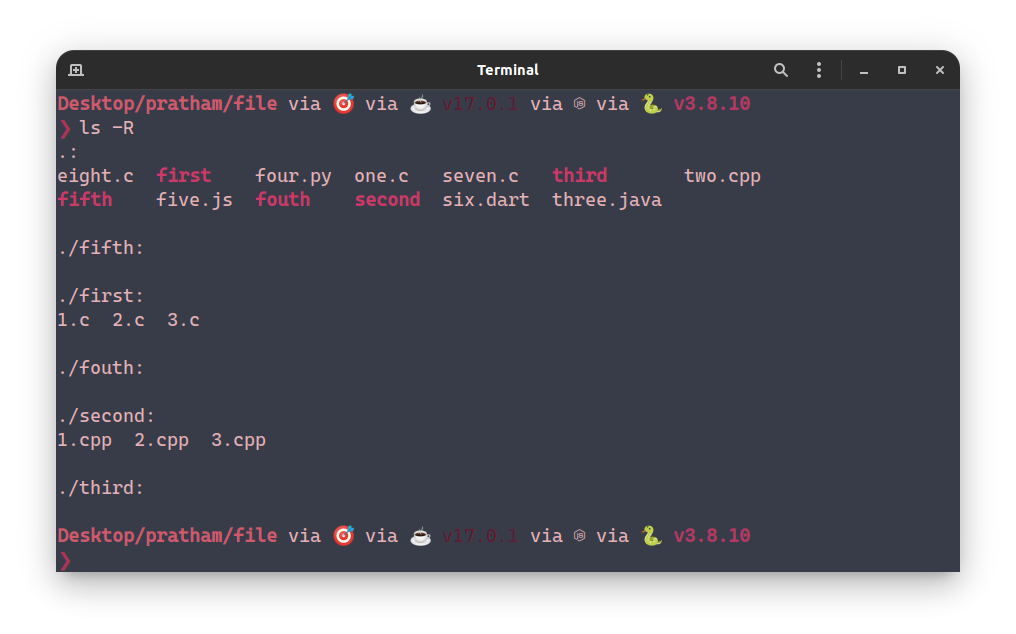 Terminal
Desktop/pratham/file via 🎯 via ☕ v17.0.1 via via 🐍 v3.8.10
❯ ls -R
.:
eight.c first four.py one.c seven.c third two.cpp
fifth five.js fouth second six.dart three.java
./fifth:
./first:
1.c 2.c 3.c
./fouth:
./second:
1.cpp 2.cpp 3.cpp
./third:
Desktop/pratham/file via 🎯 via ☕ v17.0.1 via via 🐍 v3.8.10
❯